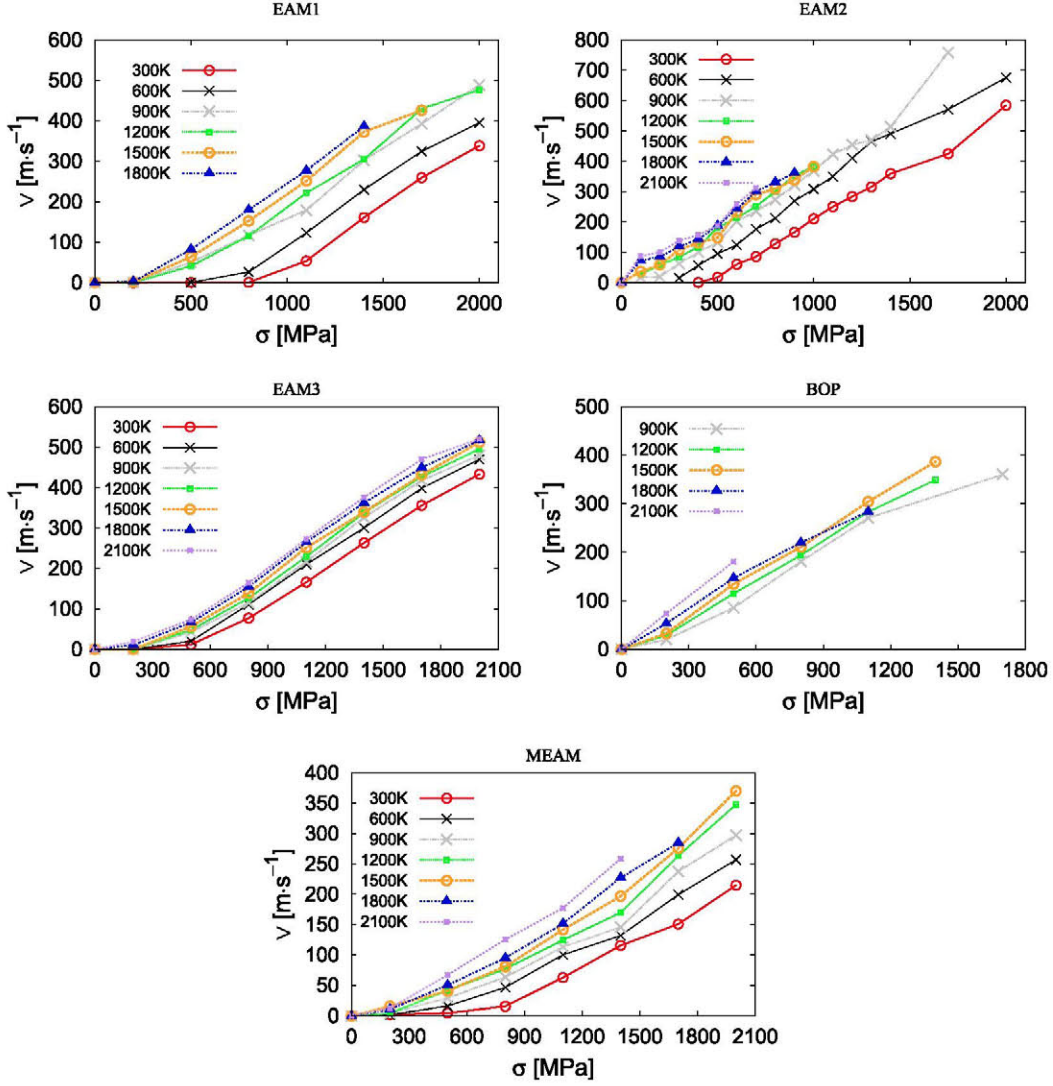 EAM1
600
500
400
300
200
100
0
300K
600K
900K
1200K
1500K
1800K
v [m·s⁻¹]
0 500 1000 1500 2000
σ [MPa]
EAM2
800
700
600
500
400
300
200
100
0
300K
600K
900K
1200K
1500K
1800K
2100K
v [m·s⁻¹]
0 500 1000 1500 2000
σ [MPa]
EAM3
600
500
400
300
200
100
0
300K
600K
900K
1200K
1500K
1800K
2100K
v [m·s⁻¹]
0 300 600 900 1200 1500 1800 2100
σ [MPa]
BOP
500
400
300
200
100
0
900K
1200K
1500K
1800K
2100K
v [m·s⁻¹]
0 300 600 900 1200 1500 1800
σ [MPa]
MEAM
400
350
300
250
200
150
100
50
0
300K
600K
900K
1200K
1500K
1800K
2100K
v [m·s⁻¹]
0 300 600 900 1200 1500 1800 2100
σ [MPa]